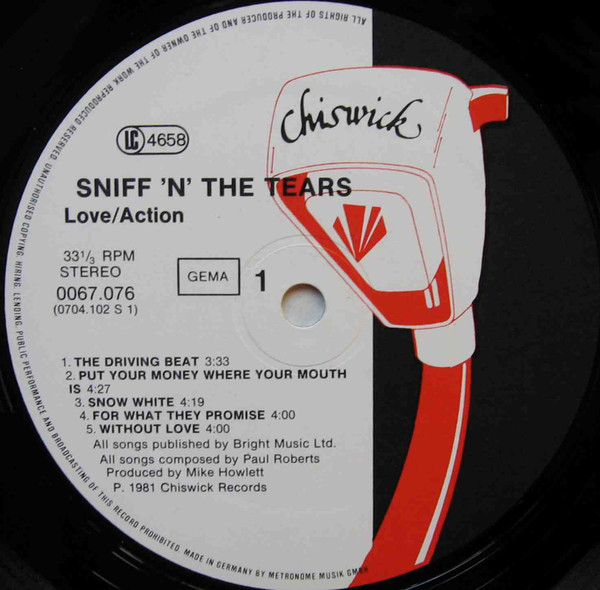 Chiswick
LC 4658
SNIFF 'N' THE TEARS
Love/Action
33 1/3 RPM
STEREO
0067.076
(0704.102 S 1)
GEMA
1
1. THE DRIVING BEAT 3:33
2. PUT YOUR MONEY WHERE YOUR MOUTH
IS 4:27
3. SNOW WHITE 4:19
4. FOR WHAT THEY PROMISE 4:00
5. WITHOUT LOVE 4:00
All songs published by Bright Music Ltd.
All songs composed by Paul Roberts
Produced by Mike Howlett
P. 1981 Chiswick Records
ALL RIGHTS OF THE PRODUCER AND OF THE OWNER OF THE WORK REPRODUCED RESERVED. UNAUTHORISED COPYING, HIRING, LENDING, PUBLIC PERFORMANCE AND BROADCASTING OF THIS RECORD PROHIBITED. MADE IN GERMANY BY METRONOME MUSIK GMBH